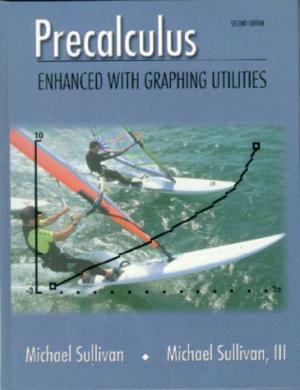 Precalculus
SECOND EDITION
ENHANCED WITH GRAPHING UTILITIES
10
-3
3π
Michael Sullivan ◆ Michael Sullivan, III